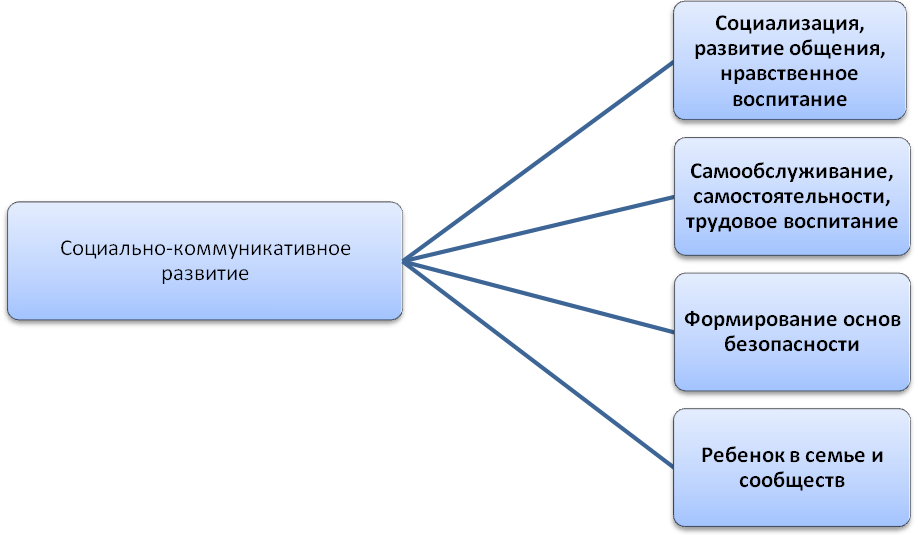 Социально-коммуникативное
развитие
Социализация,
развитие общения,
нравственное
воспитание
Самообслуживание,
самостоятельности,
трудовое воспитание
Формирование основ
безопасности
Ребенок в семье и
сообществ